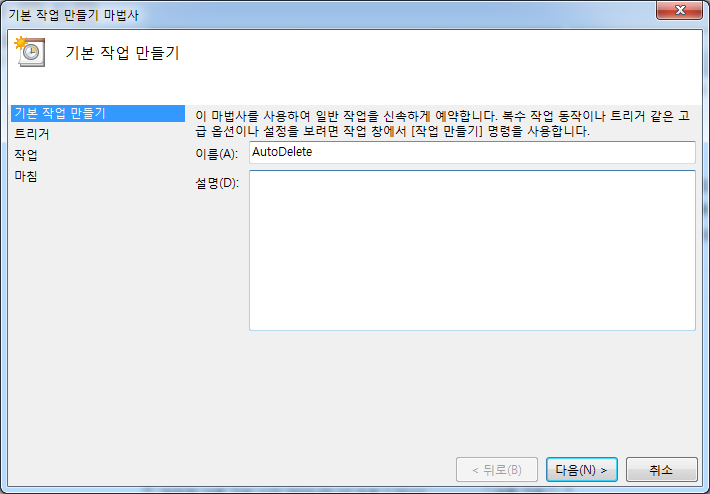 기본 작업 만들기 마법사
기본 작업 만들기
기본 작업 만들기
트리거
작업
마침
이 마법사를 사용하여 일반 작업을 신속하게 예약합니다. 복수 작업 동작이나 트리거 같은 고
급 옵션이나 설정을 보려면 작업 창에서 [작업 만들기] 명령을 사용합니다.
이름(A): AutoDelete
설명(D):
< 뒤로(B) 다음(N) > 취소